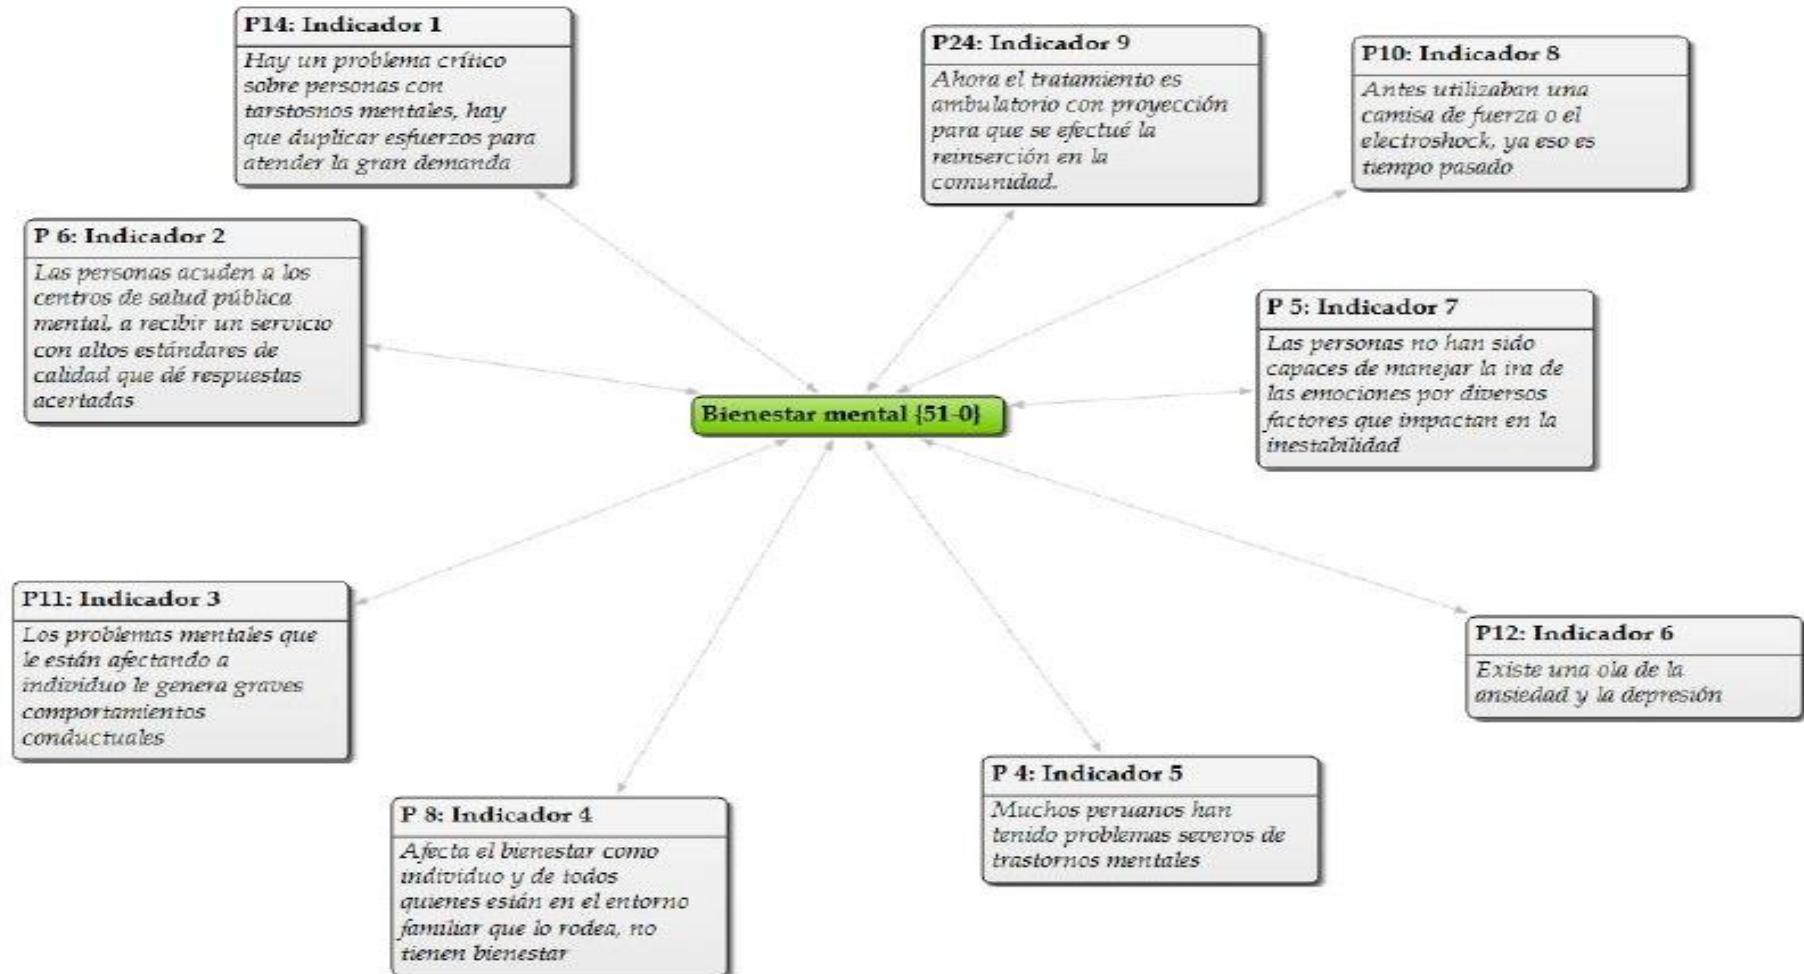 P14: Indicador 1
Hay un problema crítico
sobre personas con
tarstosnos mentales, hay
que duplicar esfuerzos para
atender la gran demanda
P24: Indicador 9
Ahora el tratamiento es
ambulatorio con proyección
para que se efectué la
reinserción en la
comunidad.
P10: Indicador 8
Antes utilizaban una
camisa de fuerza o el
electroshock, ya eso es
tiempo pasado
P 6: Indicador 2
Las personas acuden a los
centros de salud pública
mental, a recibir un servicio
con altos estándares de
calidad que dé respuestas
acertadas
P 5: Indicador 7
Las personas no han sido
capaces de manejar la ira de
las emociones por diversos
factores que impactan en la
inestabilidad
Bienestar mental {51-0}
P11: Indicador 3
Los problemas mentales que
le están afectando a
individuo le genera graves
comportamientos
conductuales
P12: Indicador 6
Existe una ola de la
ansiedad y la depresión
P 8: Indicador 4
Afecta el bienestar como
individuo y de todos
quienes están en el entorno
familiar que lo rodea, no
tienen bienestar
P 4: Indicador 5
Muchos peruanos han
tenido problemas severos de
trastornos mentales